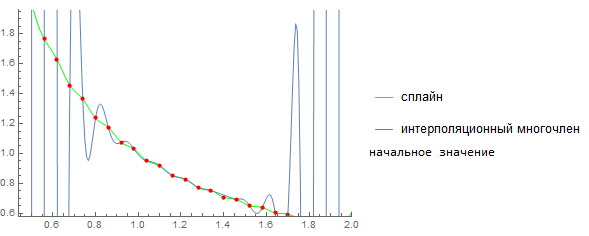 1.8
1.6
1.4
1.2
1.0
0.8
0.6
0.6 0.8 1.0 1.2 1.4 1.6 1.8 2.0
сплайн
интерполяционный многочлен
начальное значение